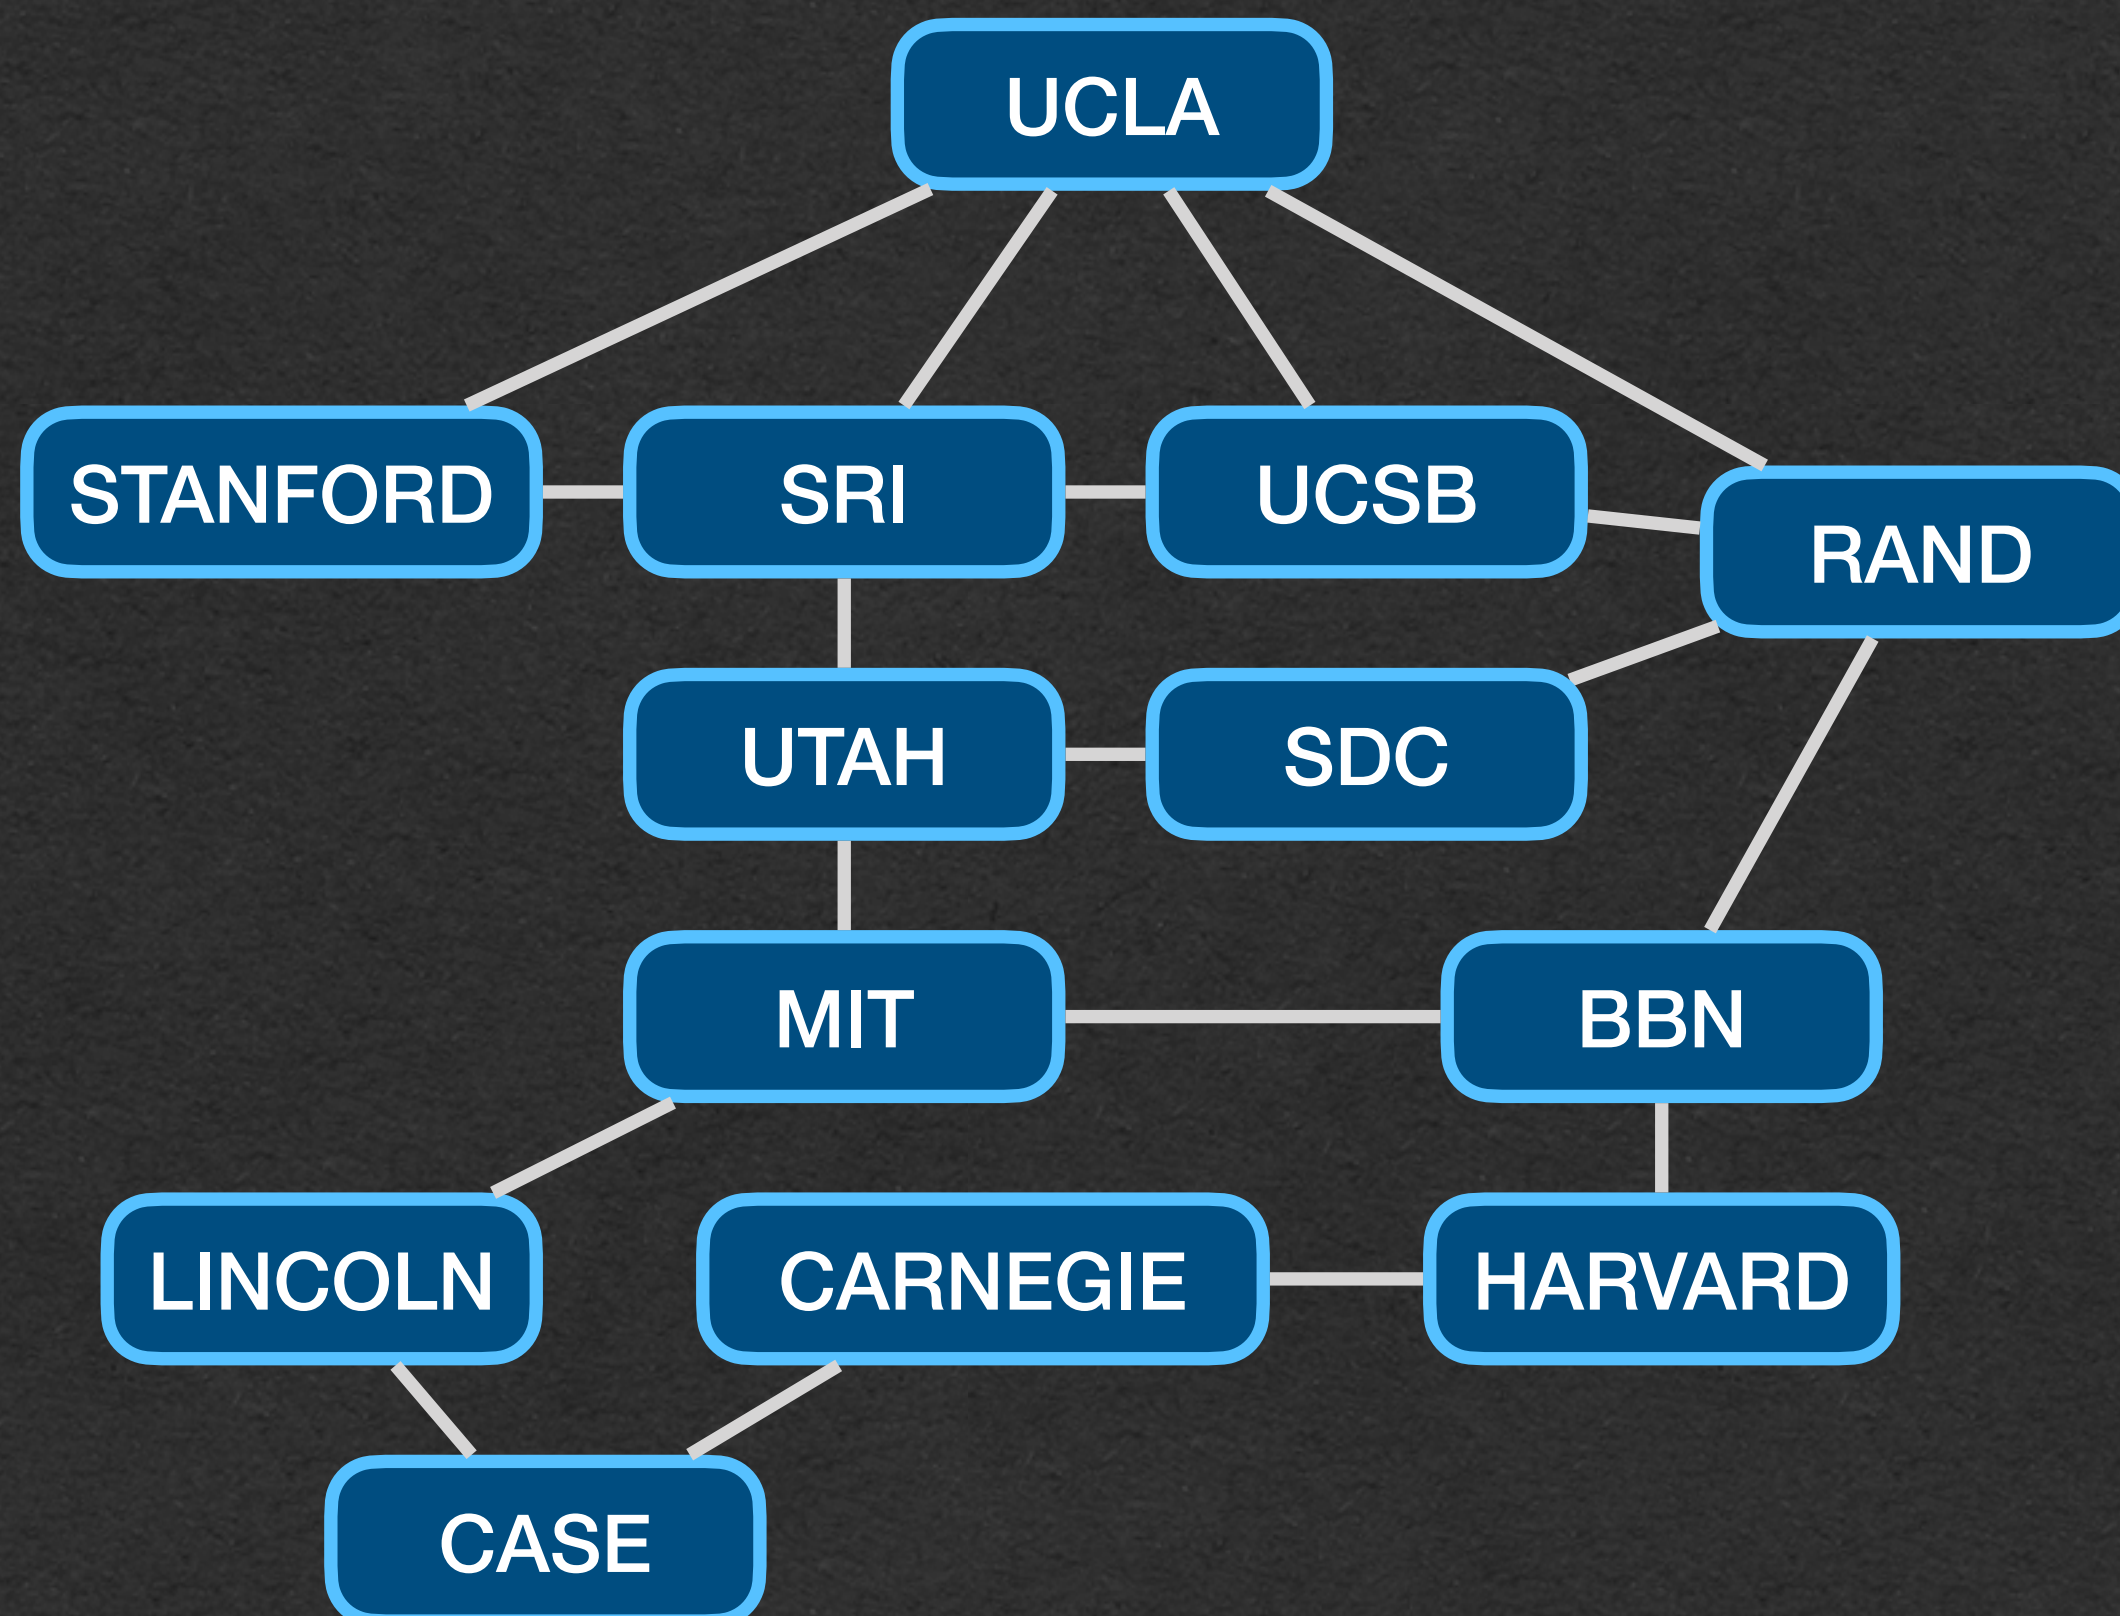 UCLA
STANFORD
SRI
UCSB
RAND
UTAH
SDC
MIT
BBN
LINCOLN
CARNEGIE
HARVARD
CASE